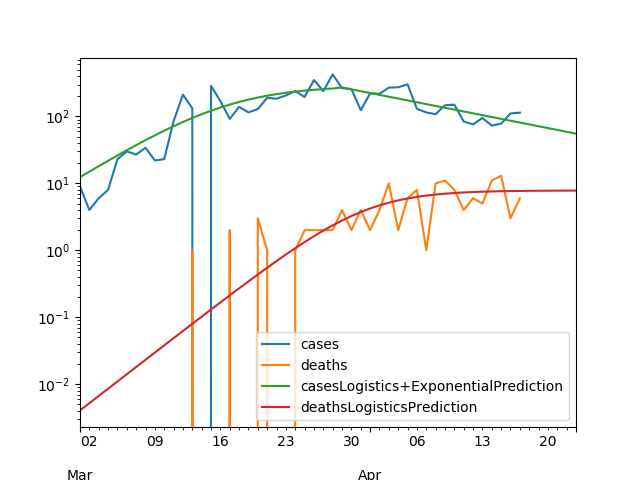 10²
10¹
10⁰
10⁻¹
10⁻²
cases
deaths
casesLogistics+ExponentialPrediction
deathsLogisticsPrediction
02 09 16 23 30 06 13 20
Mar Apr